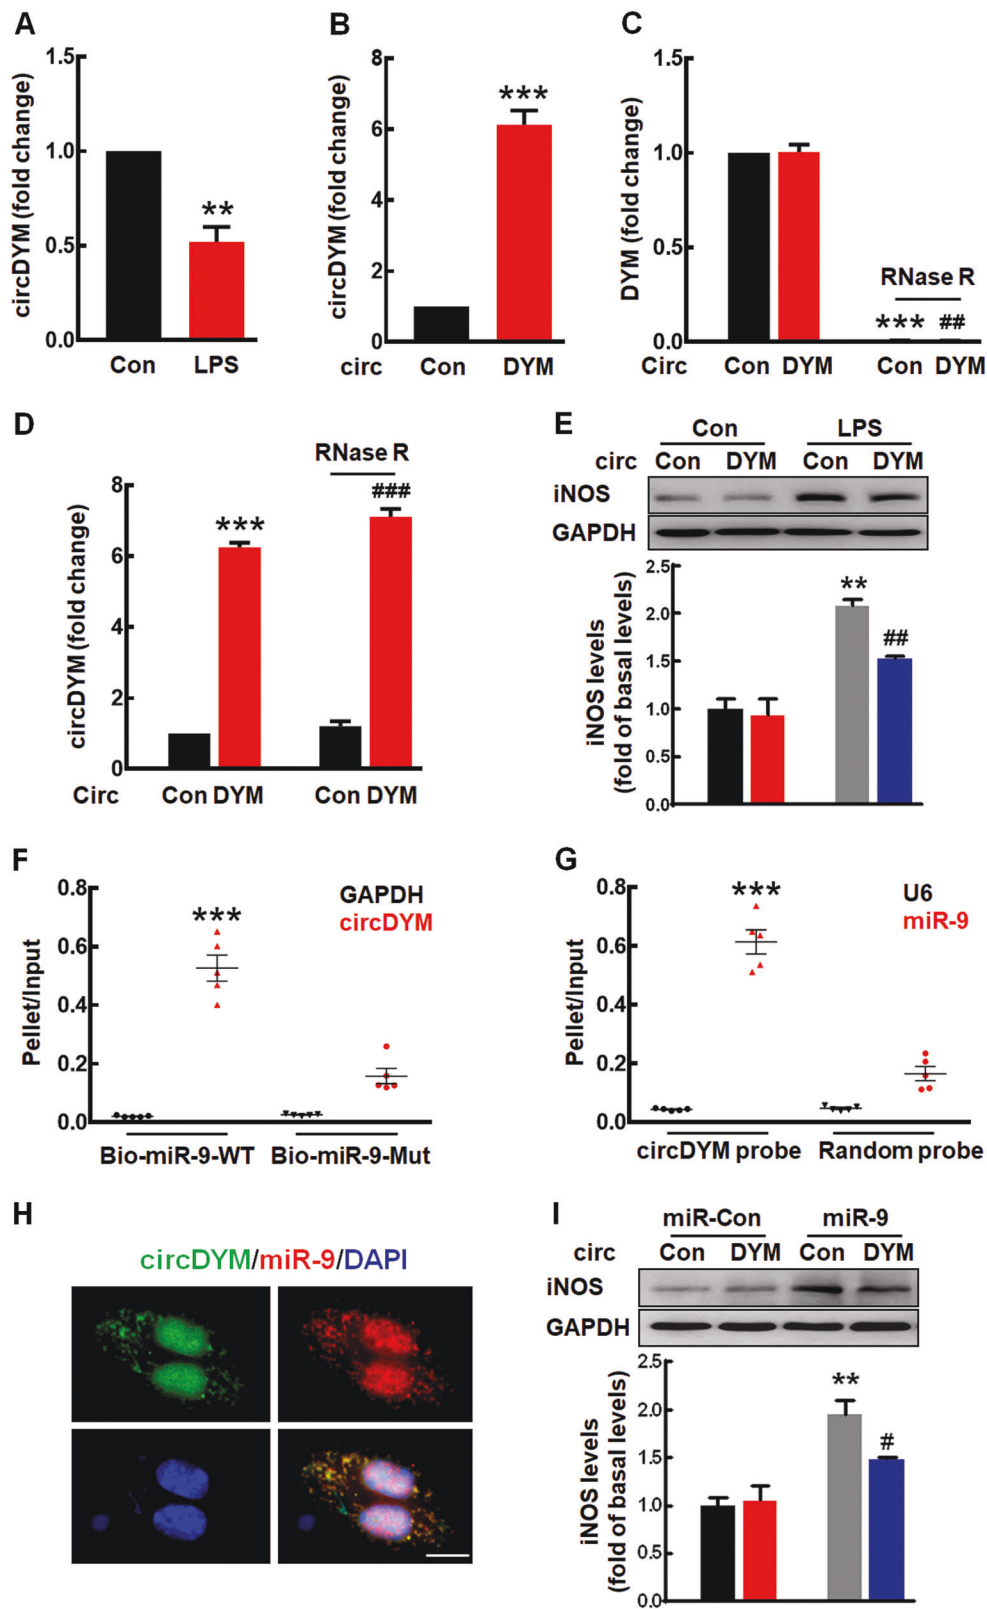 A
circDYM (fold change)
1.5
1.0
0.5
0.0
**
Con LPS
B
circDYM (fold change)
8
6
4
2
0
***
circ Con DYM
C
DYM (fold change)
1.5
1.0
0.5
0.0
RNase R
*** ##
Circ Con DYM Con DYM
D
circDYM (fold change)
8
6
4
2
0
RNase R
*** ###
Circ Con DYM Con DYM
E
Con LPS
circ Con DYM Con DYM
iNOS
GAPDH
iNOS levels
(fold of basal levels)
2.5
2.0
1.5
1.0
0.5
0.0
**
##
F
Pellet/Input
0.8
0.6
0.4
0.2
0.0
***
GAPDH
circDYM
Bio-miR-9-WT Bio-miR-9-Mut
G
Pellet/Input
0.8
0.6
0.4
0.2
0.0
***
U6
miR-9
circDYM probe Random probe
H
circDYM/miR-9/DAPI
I
miR-Con miR-9
circ Con DYM Con DYM
iNOS
GAPDH
iNOS levels
(fold of basal levels)
2.5
2.0
1.5
1.0
0.5
0.0
**
#